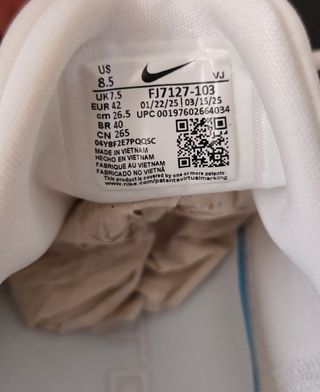 US
8.5
VJ
UK 7.5
FJ7127-103
EUR 42
01/22/25 | 03/15/25
cm 26.5
UPC 00197602664034
BR 40
CN 265
04Y8F2E7PQQSC
MADE IN VIETNAM
HECHO EN VIETNAM
FABRIQUÉ AU VIETNAM
FABRICADO NO VIETNÃ
This product is covered by one or more patents:
www.nike.com/patentsvirtualmarking